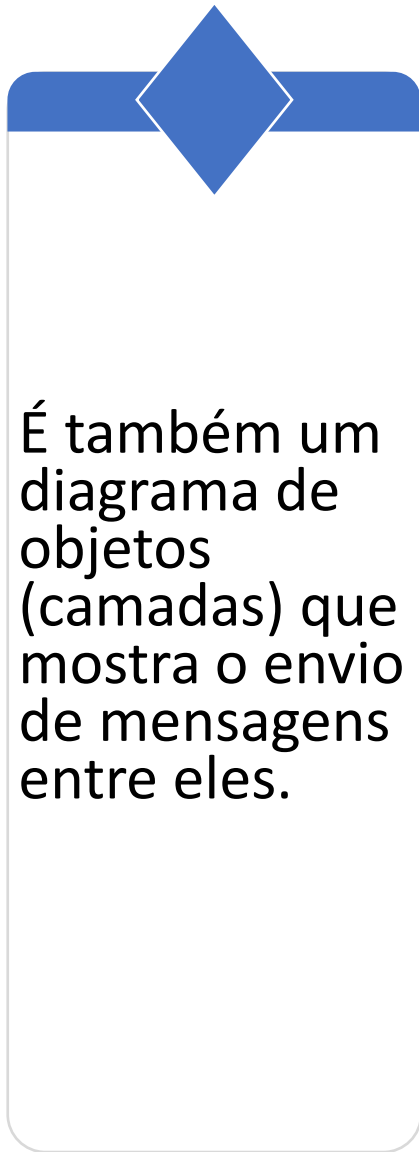 É também um
diagrama de
objetos
(camadas) que
mostra o envio
de mensagens
entre eles.